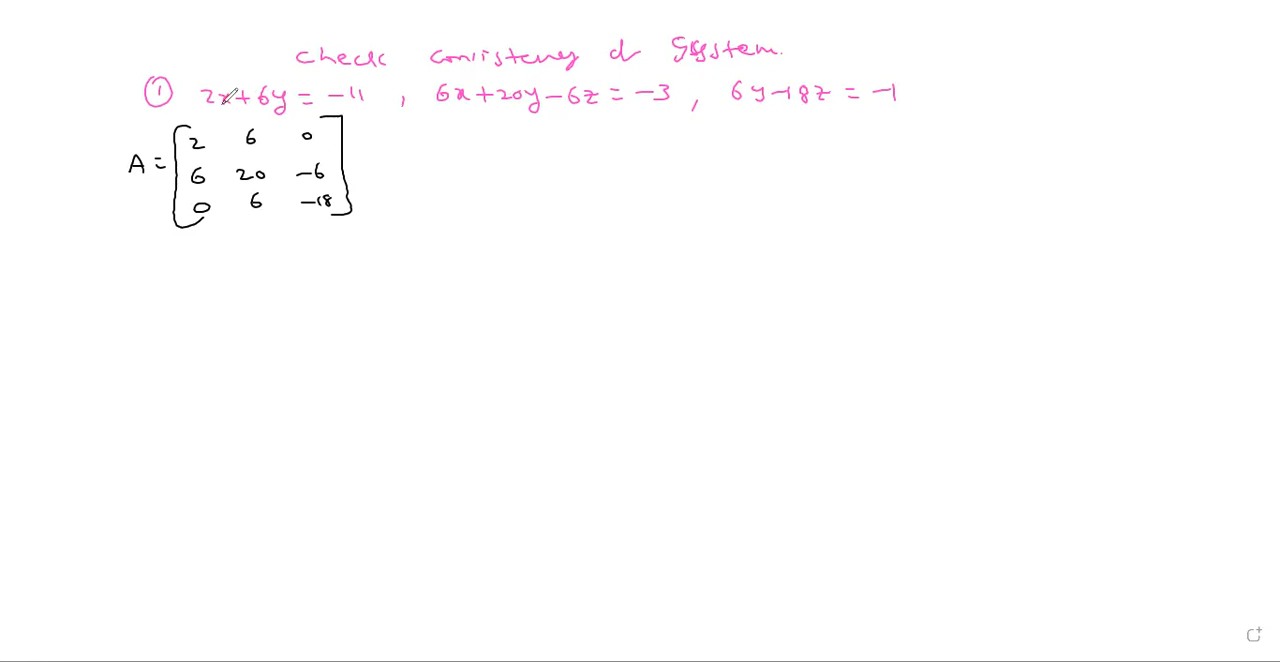 check consistency of System.
① 2x+6y = -11 , 6x+20y-6z = -3 , 6y-18z = -1
A = [ 2 6 0
6 20 -6
0 6 -18 ]